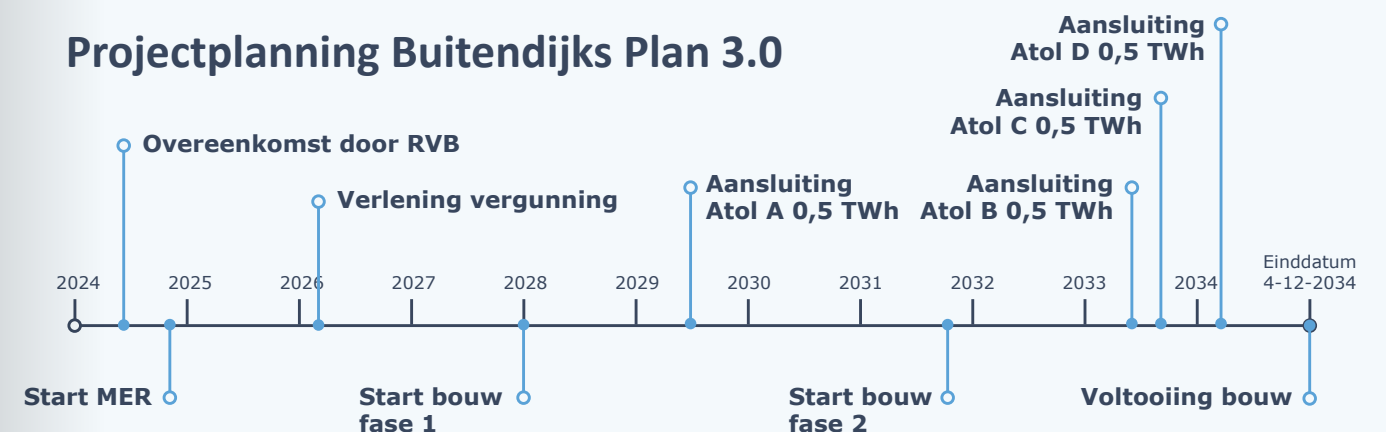 Projectplanning Buitendijks Plan 3.0
Aansluiting
Atol D 0,5 TWh
Aansluiting
Atol C 0,5 TWh
Overeenkomst door RVB
Verlening vergunning
Aansluiting
Atol A 0,5 TWh
Aansluiting
Atol B 0,5 TWh
2024 2025 2026 2027 2028 2029 2030 2031 2032 2033 2034
Einddatum
4-12-2034
Start MER
Start bouw
fase 1
Start bouw
fase 2
Voltooiing bouw